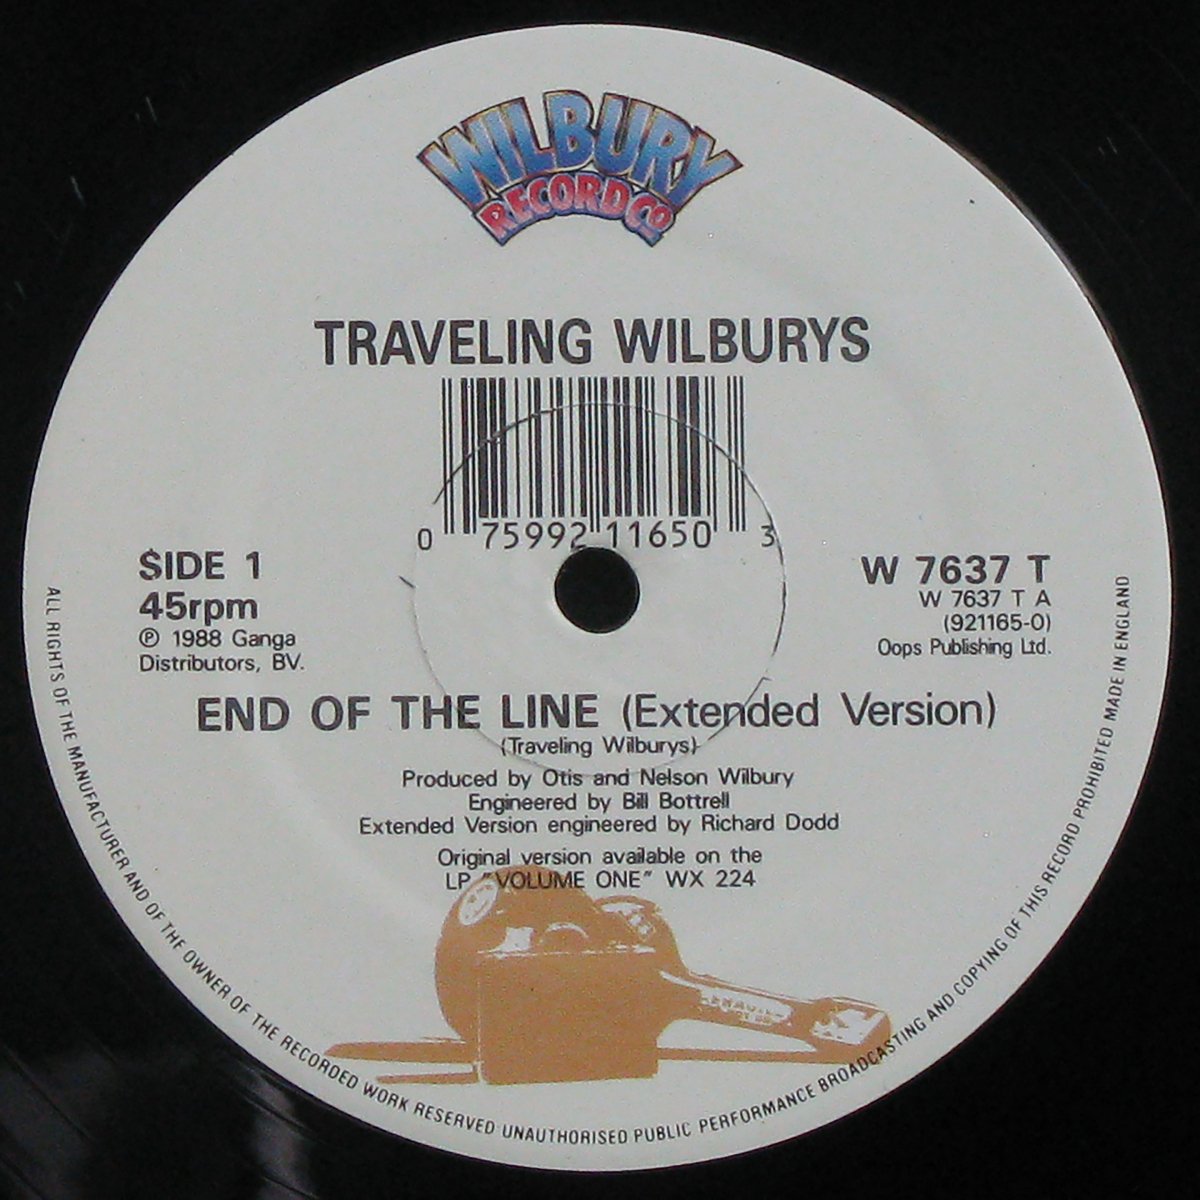 WILBURY
RECORD CO
TRAVELING WILBURYS
0 75992 11650 3
SIDE 1
45rpm
℗ 1988 Ganga
Distributors, BV.
W 7637 T
W 7637 T A
(921165-0)
Oops Publishing Ltd.
END OF THE LINE (Extended Version)
(Traveling Wilburys)
Produced by Otis and Nelson Wilbury
Engineered by Bill Bottrell
Extended Version engineered by Richard Dodd
Original version available on the
LP "VOLUME ONE" WX 224
ALL RIGHTS OF THE MANUFACTURER AND OF THE OWNER OF THE RECORDED WORK RESERVED UNAUTHORISED PUBLIC PERFORMANCE BROADCASTING AND COPYING OF THIS RECORD PROHIBITED MADE IN ENGLAND